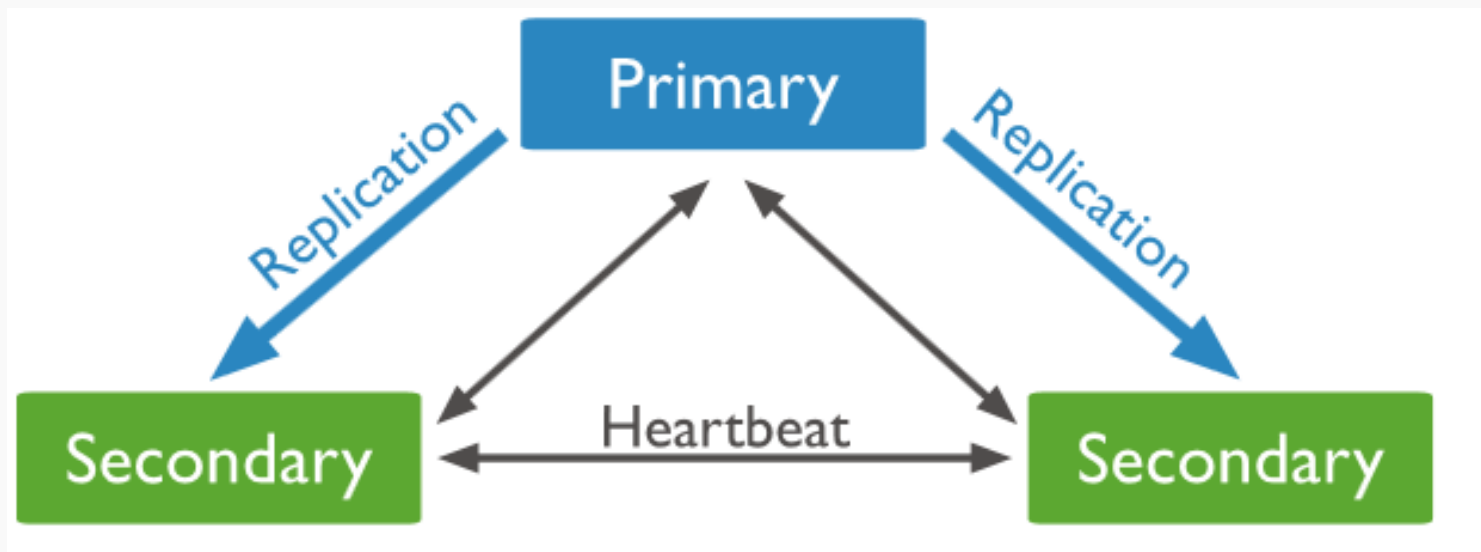 Primary
Replication
Replication
Heartbeat
Secondary
Secondary